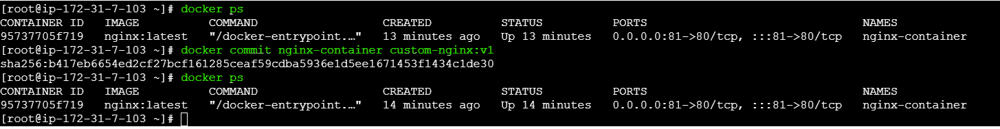 [root@ip-172-31-7-103 ~]# docker ps
CONTAINER ID   IMAGE          COMMAND                  CREATED          STATUS          PORTS                               NAMES
95737705f719   nginx:latest   "/docker-entrypoint.…"   13 minutes ago   Up 13 minutes   0.0.0.0:81->80/tcp, :::81->80/tcp   nginx-container
[root@ip-172-31-7-103 ~]# docker commit nginx-container custom-nginx:v1
sha256:b417eb6654ed2cf27bcf161285ceaf59cdba5936e1d5ee1671453f1434c1de30
[root@ip-172-31-7-103 ~]# docker ps
CONTAINER ID   IMAGE          COMMAND                  CREATED          STATUS          PORTS                               NAMES
95737705f719   nginx:latest   "/docker-entrypoint.…"   14 minutes ago   Up 14 minutes   0.0.0.0:81->80/tcp, :::81->80/tcp   nginx-container
[root@ip-172-31-7-103 ~]#